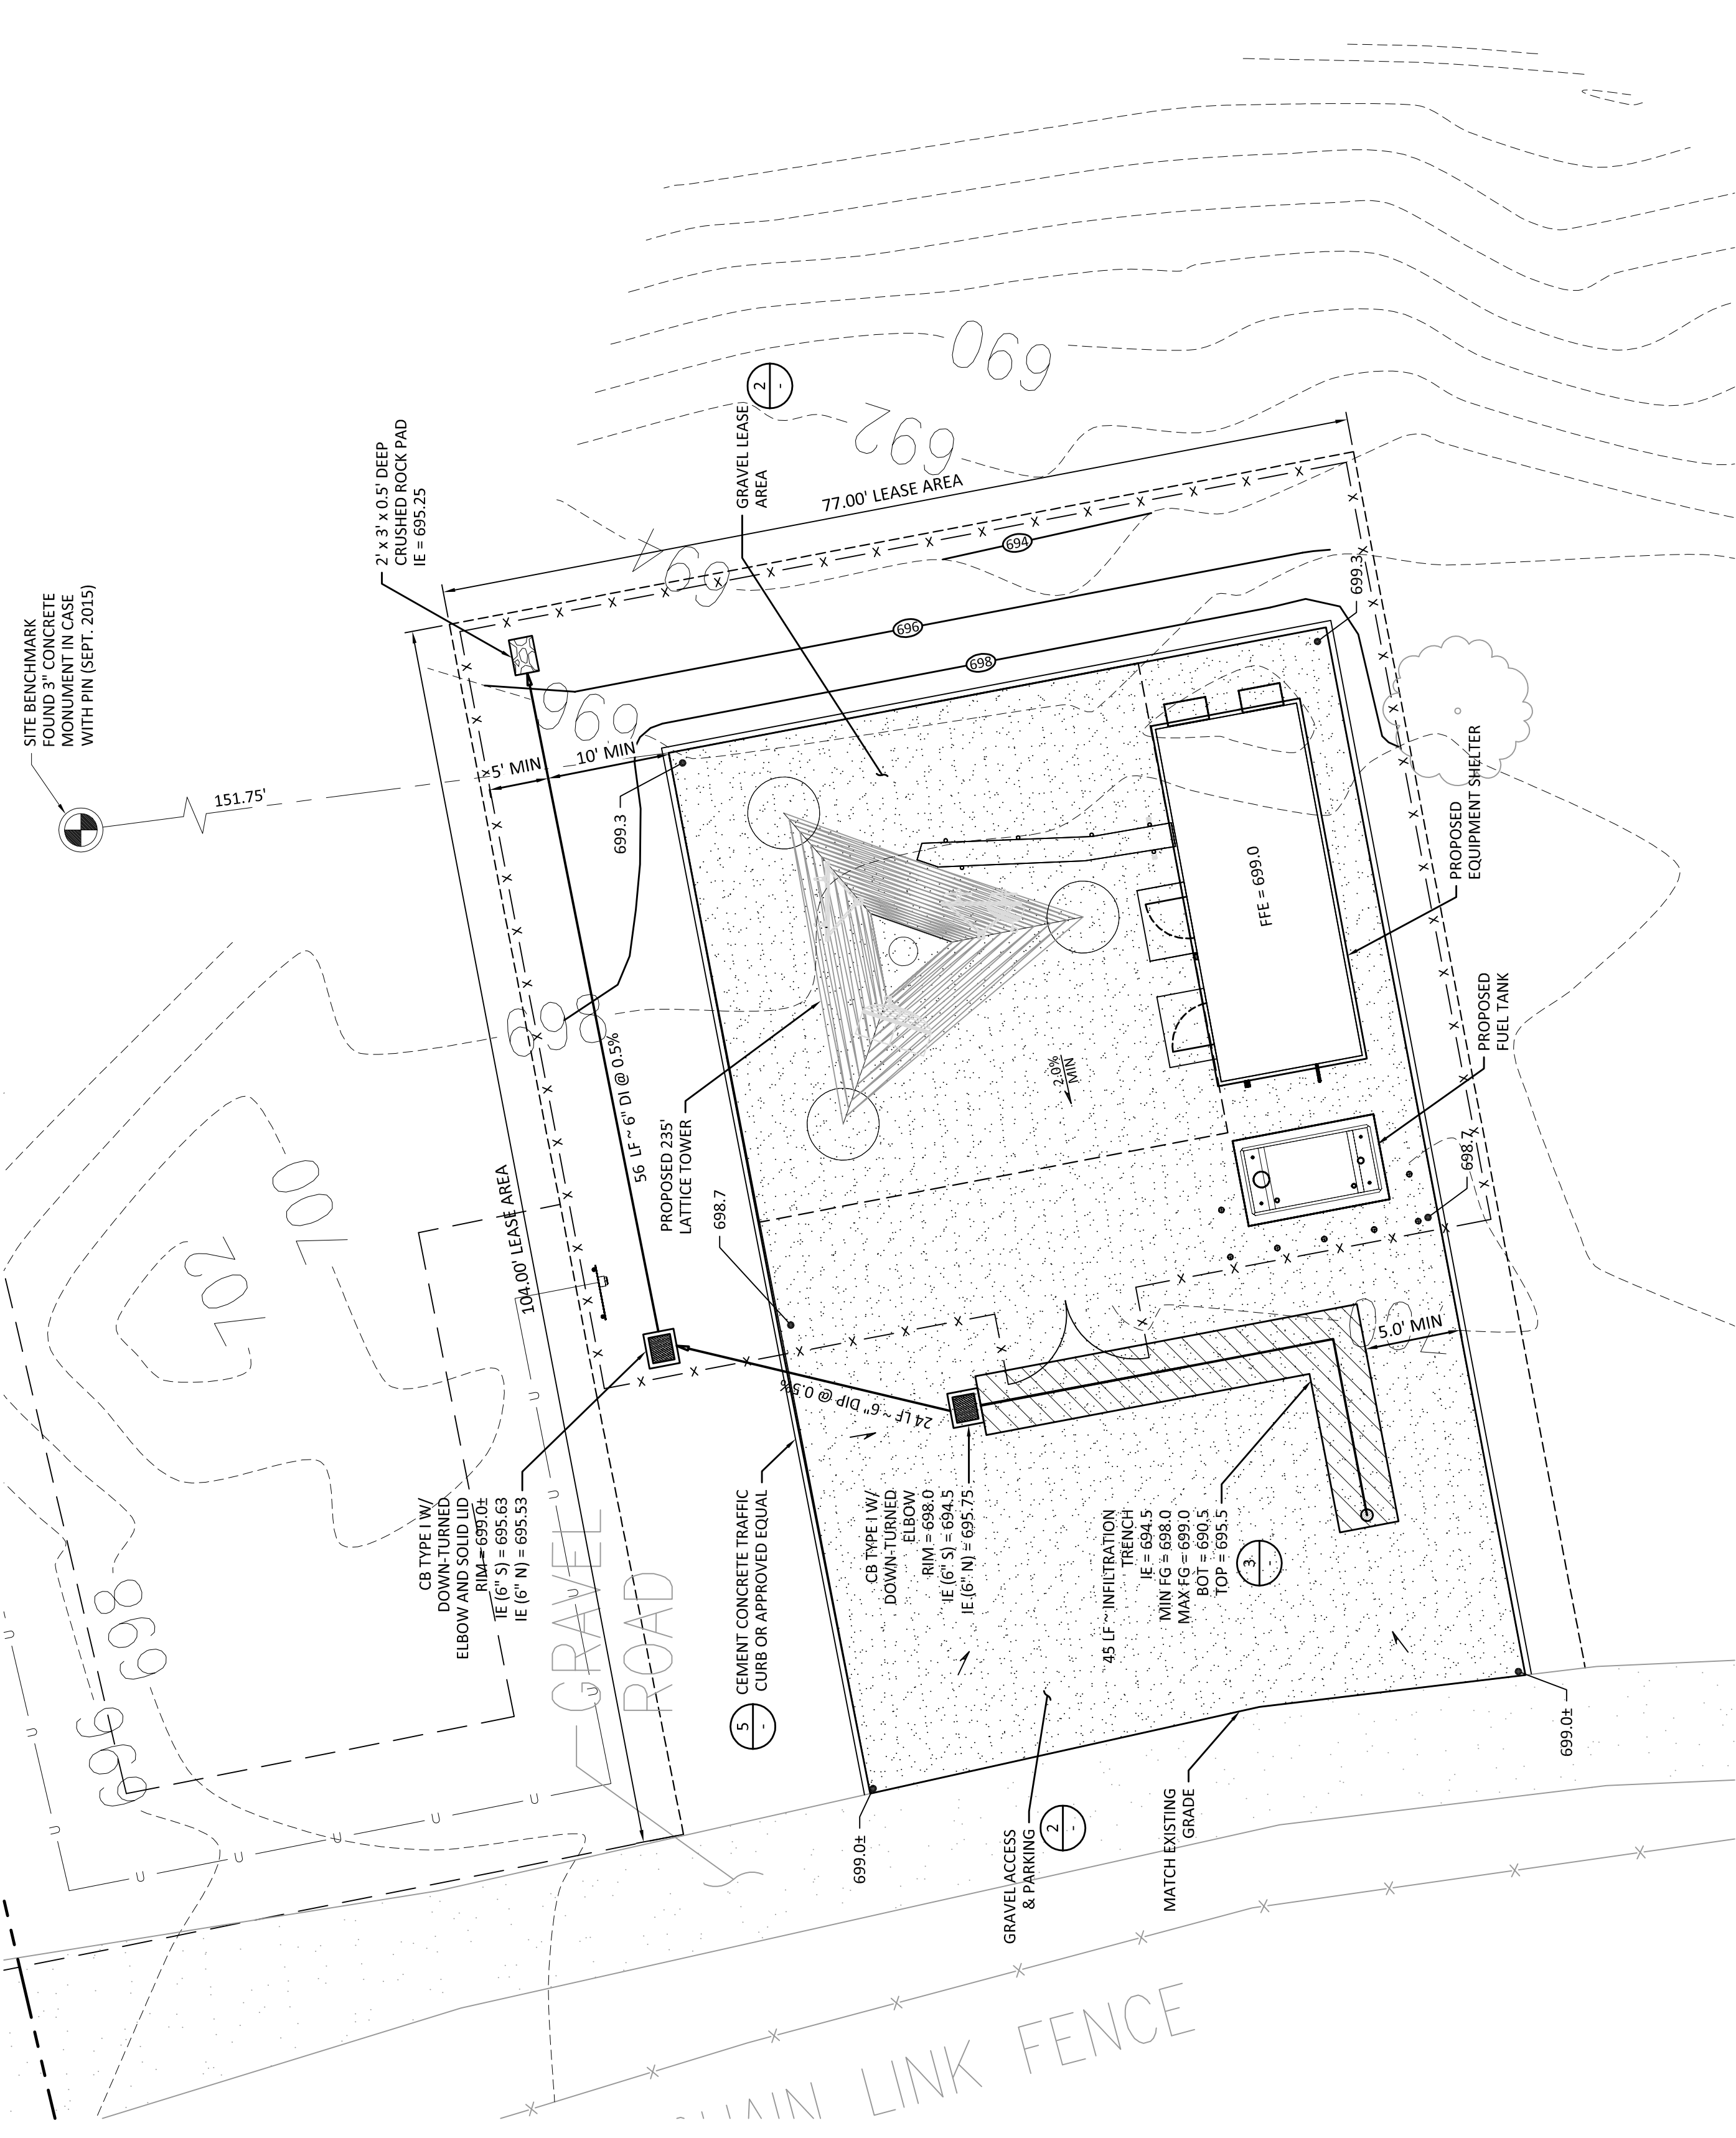 SITE BENCHMARK
FOUND 3" CONCRETE
MONUMENT IN CASE
WITH PIN (SEPT. 2015)
151.75'
2' x 3' x 0.5' DEEP
CRUSHED ROCK PAD
IE = 695.25
GRAVEL LEASE
AREA
2
-
690
692
694
696
698
77.00' LEASE AREA
694
696
698
699.3
5' MIN
10' MIN
699.3
PROPOSED
EQUIPMENT SHELTER
FFE = 699.0
PROPOSED
FUEL TANK
2.0%
MIN
56 LF ~ 6" DI @ 0.5%
PROPOSED 235'
LATTICE TOWER
698.7
698.7
104.00' LEASE AREA
700
702
698
696
CB TYPE I W/
DOWN-TURNED
ELBOW AND SOLID LID
RIM = 699.0±
IE (6" S) = 695.63
IE (6" N) = 695.53
GRAVEL
ROAD
24 LF ~ 6" DIP @ 0.5%
CEMENT CONCRETE TRAFFIC
CURB OR APPROVED EQUAL
5
-
CB TYPE I W/
DOWN-TURNED
ELBOW
RIM = 698.0
IE (6" S) = 694.5
IE (6" N) = 695.75
45 LF ~ INFILTRATION
TRENCH
IE = 694.5
MIN FG = 698.0
MAX FG = 699.0
BOT = 690.5
TOP = 695.5
3
-
5.0' MIN
699.0±
699.0±
GRAVEL ACCESS
& PARKING
2
-
MATCH EXISTING
GRADE
LINK FENCE